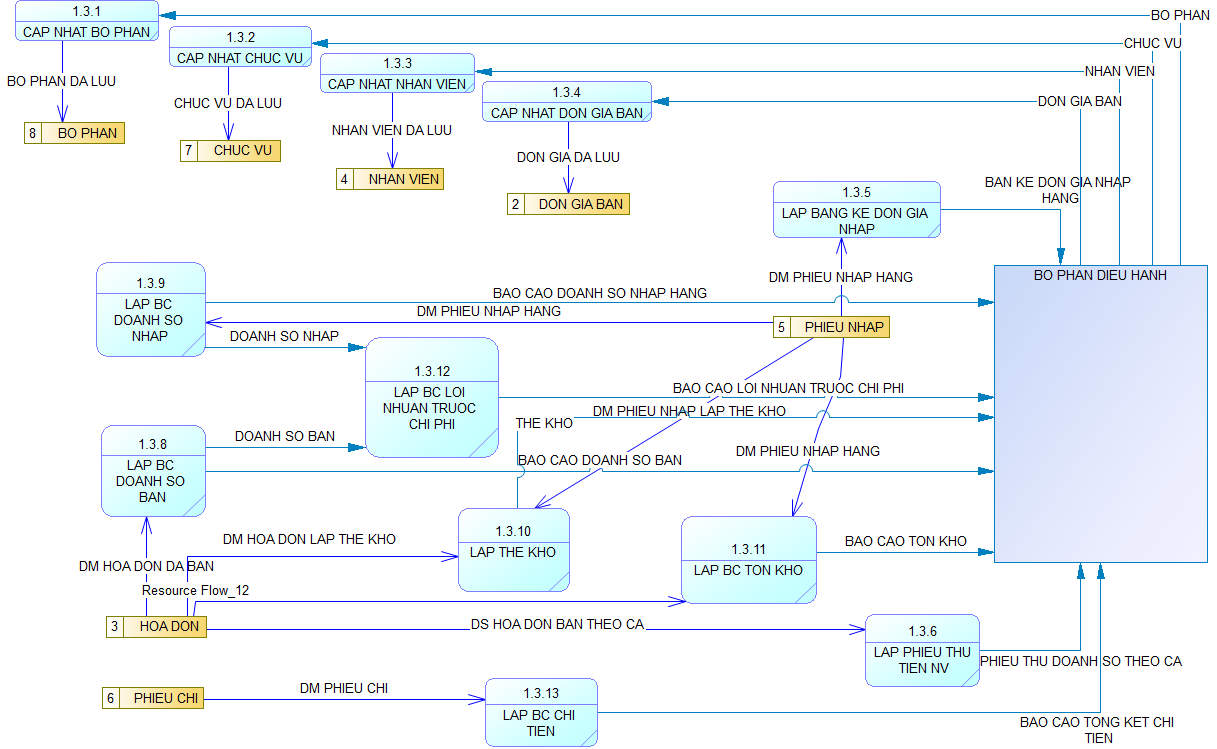 1.3.1
CAP NHAT BO PHAN
BO PHAN
1.3.2
CAP NHAT CHUC VU
CHUC VU
1.3.3
CAP NHAT NHAN VIEN
NHAN VIEN
1.3.4
CAP NHAT DON GIA BAN
DON GIA BAN
BO PHAN DA LUU
CHUC VU DA LUU
NHAN VIEN DA LUU
DON GIA DA LUU
8 BO PHAN
7 CHUC VU
4 NHAN VIEN
2 DON GIA BAN
1.3.5
LAP BANG KE DON GIA
NHAP
BAN KE DON GIA NHAP
HANG
BO PHAN DIEU HANH
DM PHIEU NHAP HANG
1.3.9
LAP BC
DOANH SO
NHAP
BAO CAO DOANH SO NHAP HANG
DM PHIEU NHAP HANG
5 PHIEU NHAP
DOANH SO NHAP
1.3.12
LAP BC LOI
NHUAN TRUOC
CHI PHI
BAO CAO LOI NHUAN TRUOC CHI PHI
DM PHIEU NHAP LAP THE KHO
THE KHO
DOANH SO BAN
1.3.8
LAP BC
DOANH SO
BAN
BAO CAO DOANH SO BAN
DM PHIEU NHAP HANG
1.3.10
LAP THE KHO
1.3.11
LAP BC TON KHO
BAO CAO TON KHO
DM HOA DON LAP THE KHO
DM HOA DON DA BAN
Resource Flow_12
3 HOA DON
DS HOA DON BAN THEO CA
1.3.6
LAP PHIEU THU
TIEN NV
PHIEU THU DOANH SO THEO CA
6 PHIEU CHI
DM PHIEU CHI
1.3.13
LAP BC CHI
TIEN
BAO CAO TONG KET CHI
TIEN